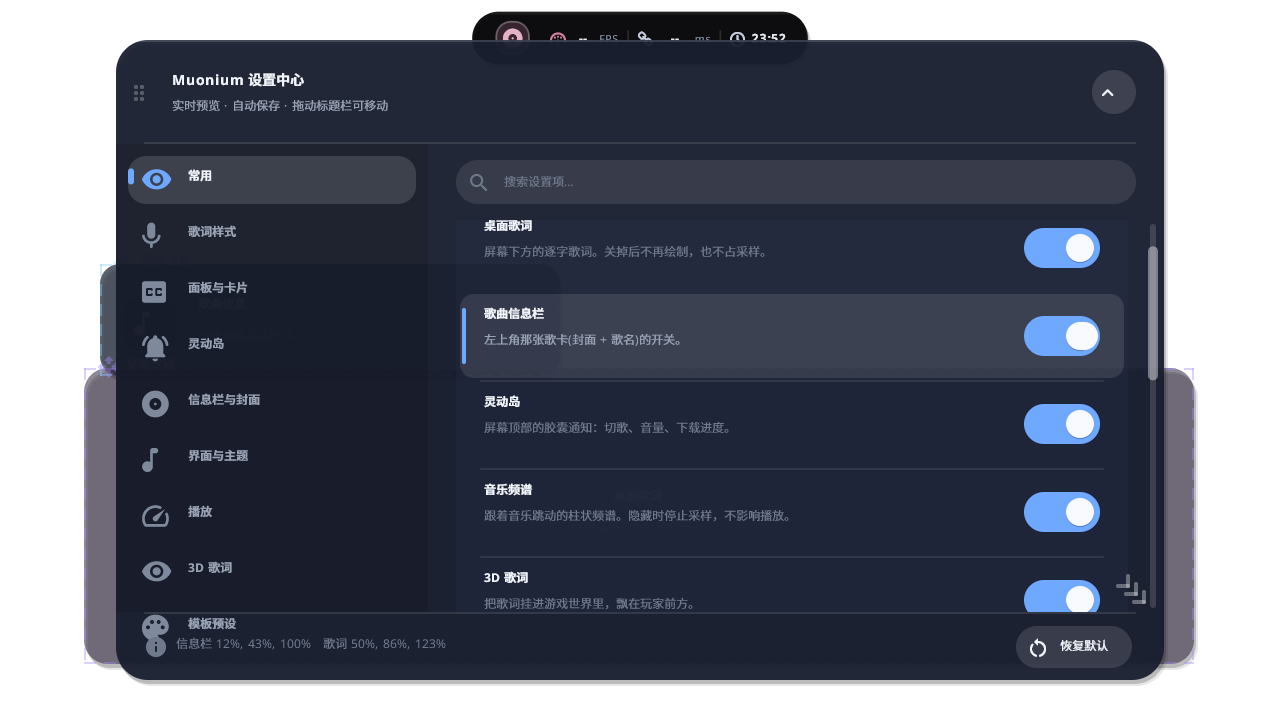 -- FPS -- ms 23:52
Muonium 设置中心
实时预览 · 自动保存 · 拖动标题栏可移动
常用
歌词样式
面板与卡片
灵动岛
信息栏与封面
界面与主题
播放
3D 歌词
模板预设
搜索设置项...
桌面歌词
屏幕下方的逐字歌词。关掉后不再绘制，也不占采样。
歌曲信息栏
左上角那张歌卡(封面 + 歌名)的开关。
灵动岛
屏幕顶部的胶囊通知：切歌、音量、下载进度。
音乐频谱
跟着音乐跳动的柱状频谱。隐藏时停止采样，不影响播放。
3D 歌词
把歌词挂进游戏世界里，飘在玩家前方。
信息栏 12%, 43%, 100% 歌词 50%, 86%, 123%
恢复默认